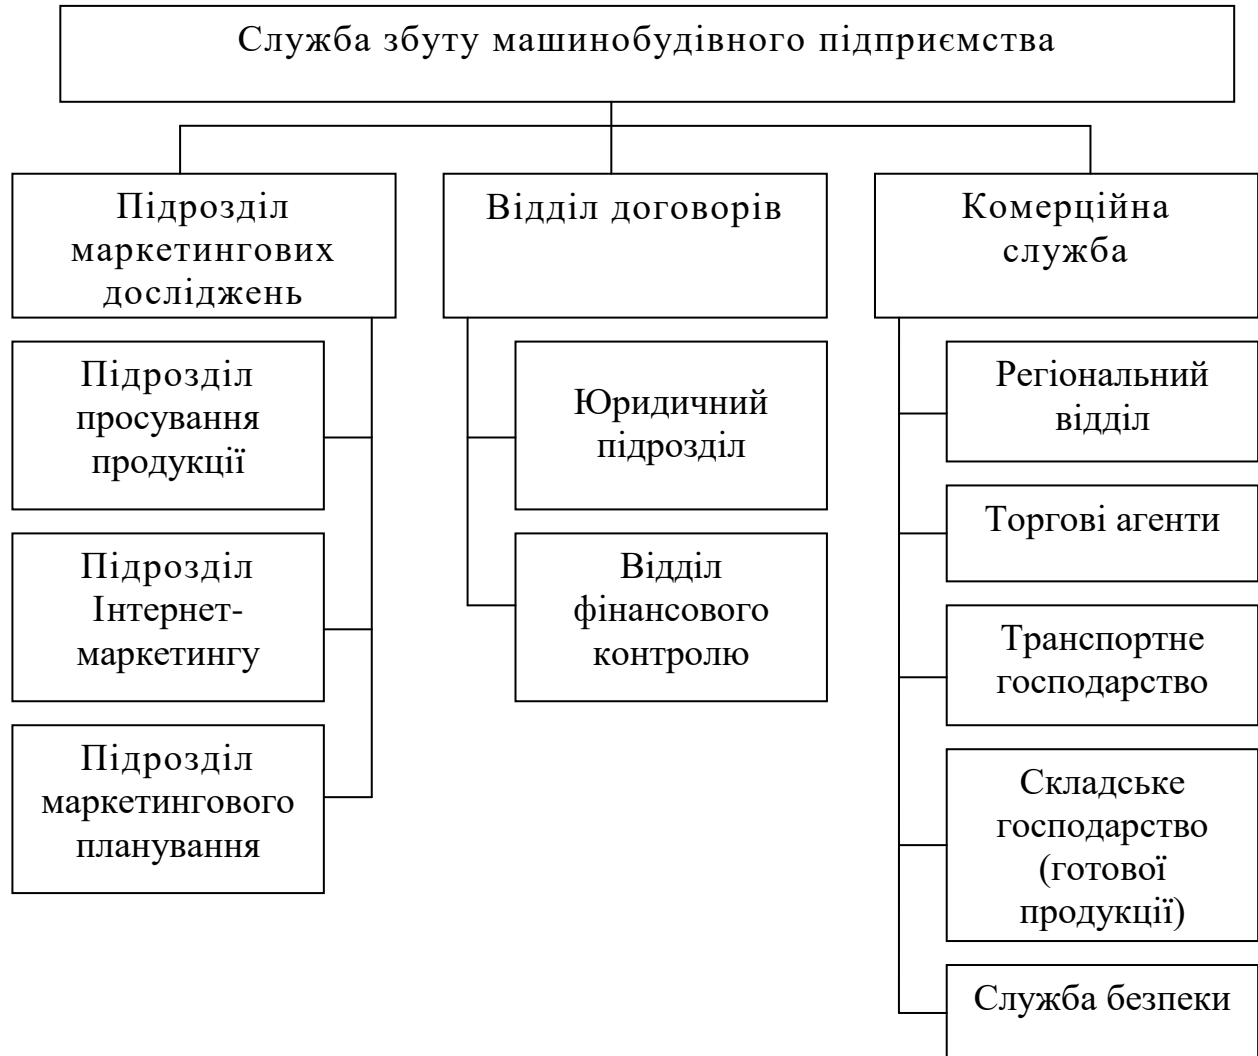 Служба збуту машинобудівного підприємства
Підрозділ
маркетингових
досліджень
Відділ договорів
Комерційна
служба
Підрозділ
просування
продукції
Підрозділ
Інтернет-
маркетингу
Підрозділ
маркетингового
планування
Юридичний
підрозділ
Відділ
фінансового
контролю
Регіональний
відділ
Торгові агенти
Транспортне
господарство
Складське
господарство
(готової
продукції)
Служба безпеки